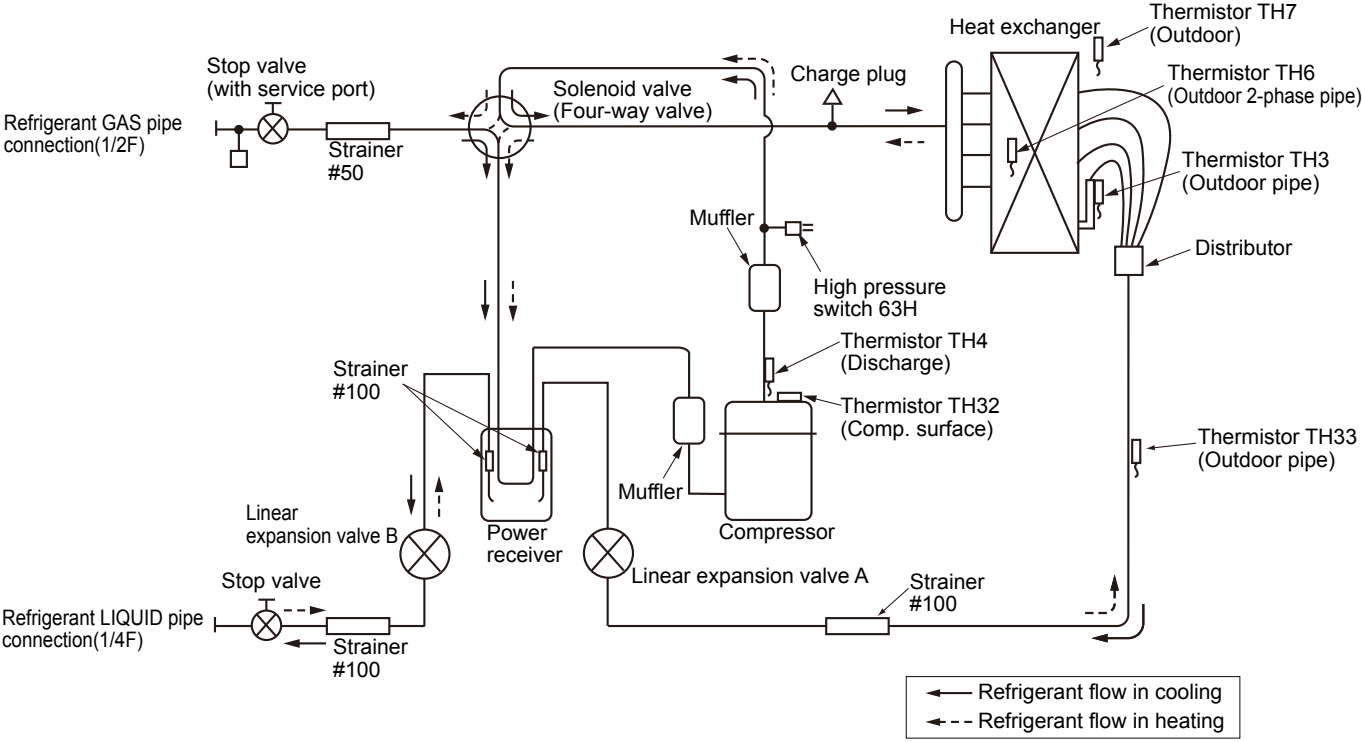 Heat exchanger
Thermistor TH7
(Outdoor)
Stop valve
(with service port)
Solenoid valve
(Four-way valve)
Charge plug
Thermistor TH6
(Outdoor 2-phase pipe)
Refrigerant GAS pipe
connection(1/2F)
Strainer
#50
Thermistor TH3
(Outdoor pipe)
Muffler
Distributor
High pressure
switch 63H
Thermistor TH4
(Discharge)
Strainer
#100
Thermistor TH32
(Comp. surface)
Thermistor TH33
(Outdoor pipe)
Muffler
Linear
expansion valve B
Power
receiver
Compressor
Linear expansion valve A
Stop valve
Strainer
#100
Refrigerant LIQUID pipe
connection(1/4F)
Strainer
#100
Refrigerant flow in cooling
Refrigerant flow in heating